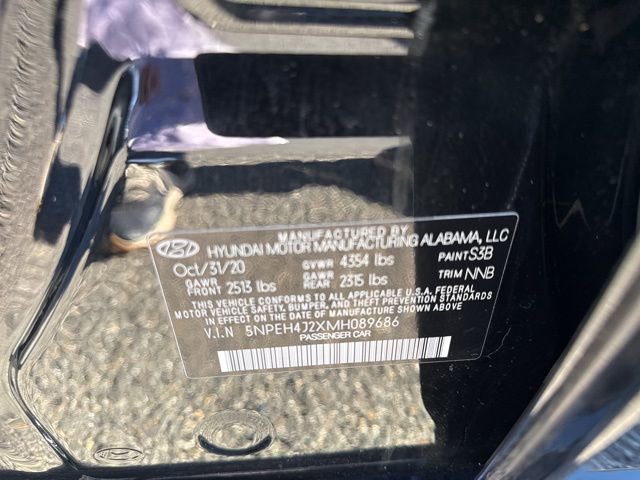 MANUFACTURED BY
HYUNDAI MOTOR MANUFACTURING ALABAMA, LLC
Oct/31/20 GVWR 4354 lbs PAINT S3B
GAWR FRONT 2513 lbs GAWR REAR 2315 lbs TRIM NNB
THIS VEHICLE CONFORMS TO ALL APPLICABLE U.S.A. FEDERAL
MOTOR VEHICLE SAFETY, BUMPER, AND THEFT PREVENTION
STANDARDS IN EFFECT ON THE DATE OF MANUFACTURE SHOWN ABOVE
V.I.N 5NPEH4J2XMH089686
PASSENGER CAR